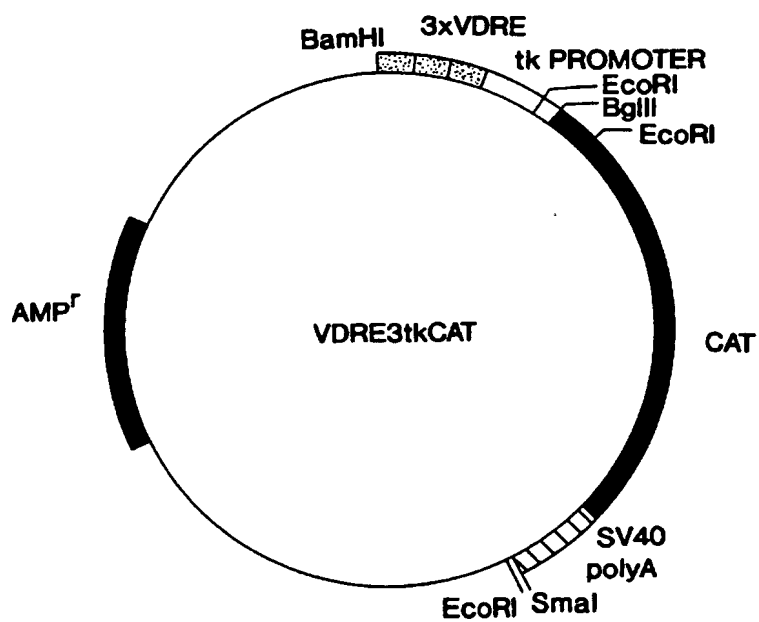 BamHI
3xVDRE
tk PROMOTER
EcoRI
BglII
EcoRI
AMPr
VDRE3tkCAT
CAT
SV40
polyA
EcoRI SmaI